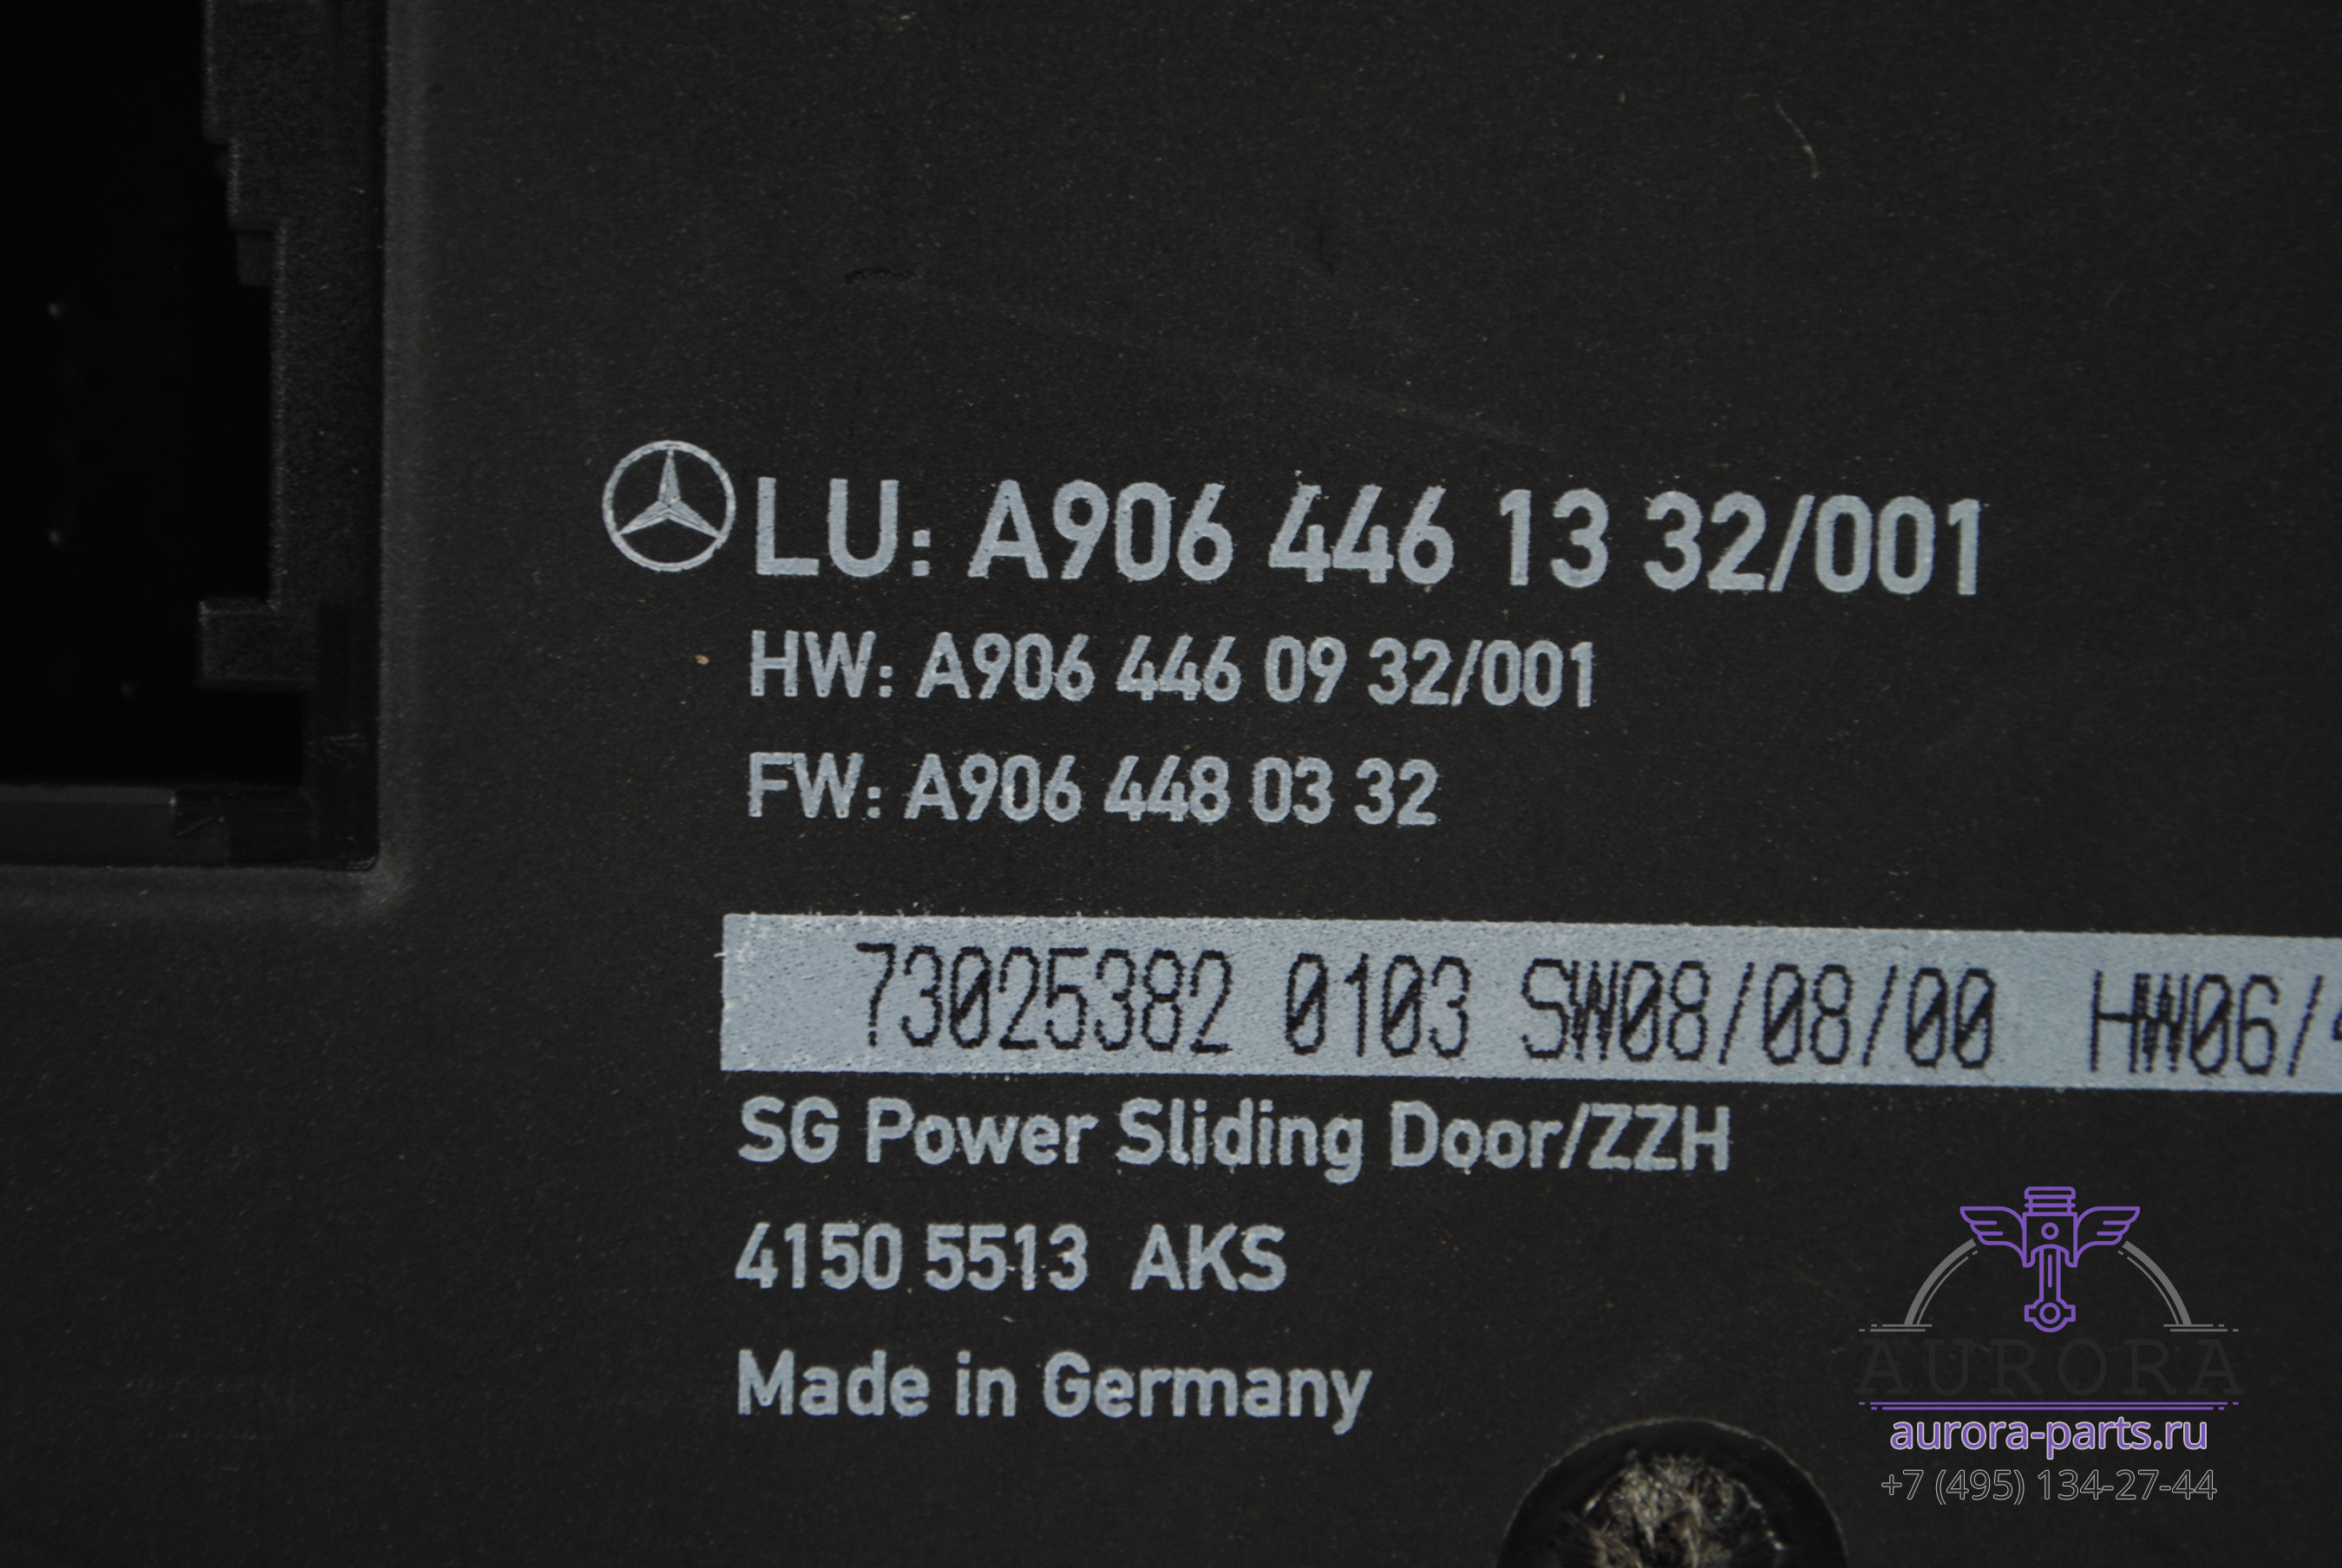 LU: A906 446 13 32/001
HW: A906 446 09 32/001
FW: A906 448 03 32
73025382 0103 SW08/08/00 HW06/
SG Power Sliding Door/ZZH
4150 5513 AKS
Made in Germany
AURORA
aurora-parts.ru
+7 (495) 134-27-44